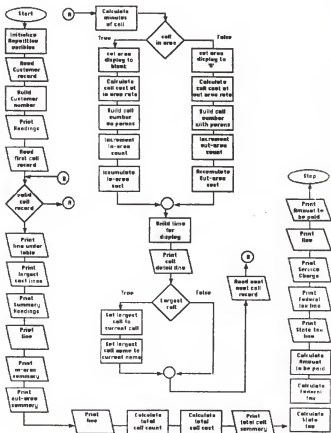 Start
Initialize
Repetitive
variables
Read
Customer
record
Build
Customer
number
Print
Headings
Read
first call
record
B
valid
call
record
A
Print
line under
table
Print
largest
cost lines
Print
Summary
Headings
Print
line
Print
in-area
summary
Print
out-area
summary
A
Calculate
minutes
of call
call
in area
True
False
set area
display to
blank
Calculate
call cost at
in area rate
Build call
number
no parens
Increment
in-area
count
Accumulate
in-area
cost
set area
display to
Calculate
call cost at
out area rate
Build call
number
with parens
Increment
out-area
count
Accumulate
Out-area
cost
Build time
for
display
Print
call
detail line
Largest
call
True
False
Set largest
call to
current call
Set largest
call name to
current name
B
Read next
call
record
Print
line
Calculate
total
call count
Calculate
total
call cost
Print
total call
summary
Calculate
State
tax
Calculate
Federal
tax
Calculate
Amount
to be paid
Print
State tax
line
Print
Federal
tax line
Print
Service
Charge
Print
line
Print
Amount to
be paid
Stop